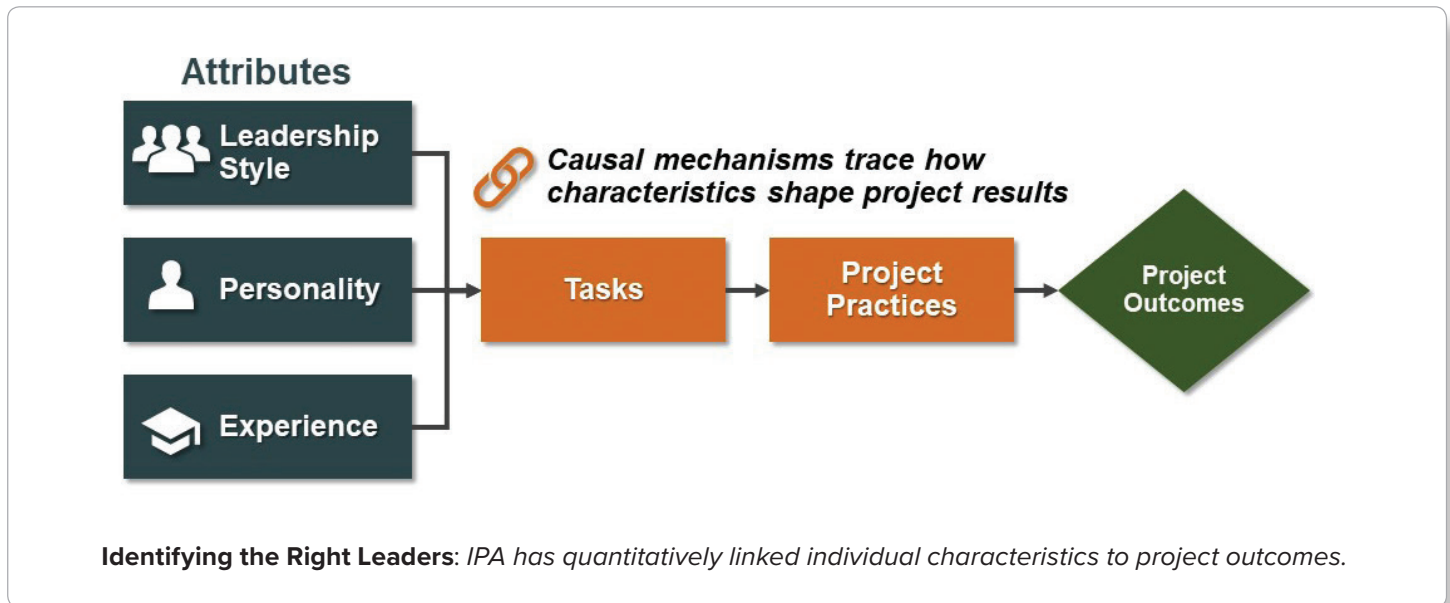 Attributes
Leadership
Style
Causal mechanisms trace how
characteristics shape project results
Personality
Tasks
Project
Practices
Project
Outcomes
Experience
Identifying the Right Leaders: IPA has quantitatively linked individual characteristics to project outcomes.